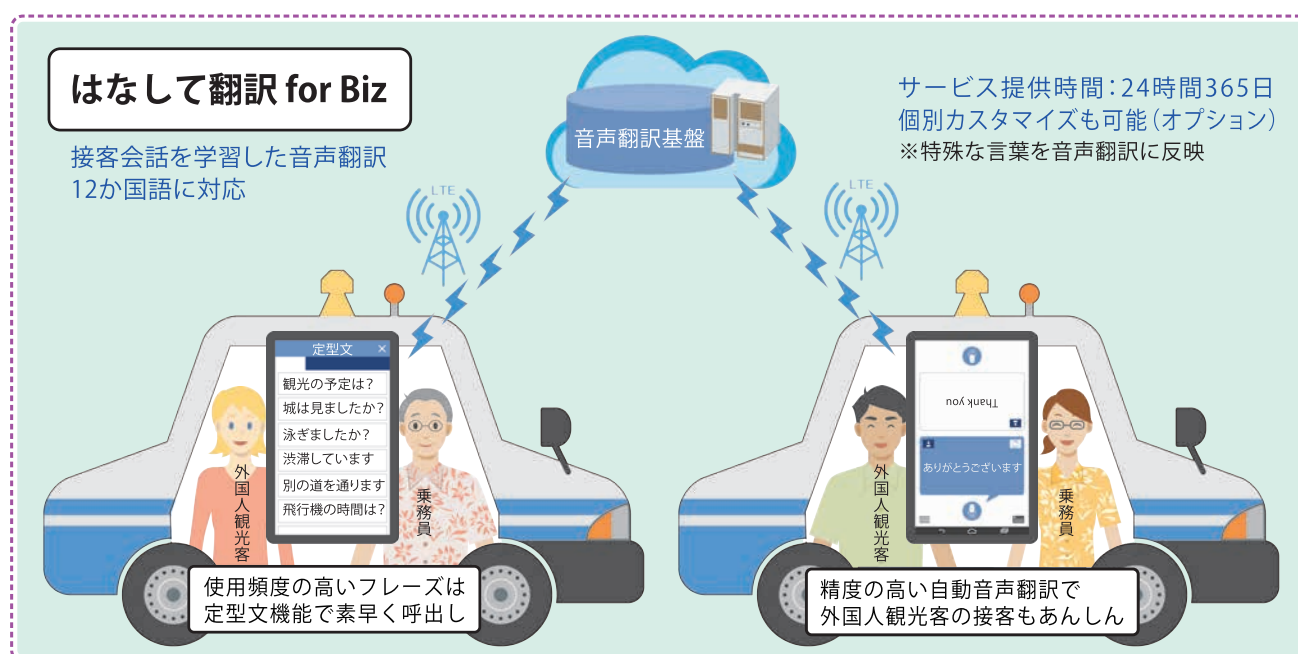 はなして翻訳 for Biz
接客会話を学習した音声翻訳
12か国語に対応
音声翻訳基盤
サービス提供時間：24時間365日
個別カスタマイズも可能（オプション）
※特殊な言葉を音声翻訳に反映
LTE
LTE
定型文 ×
観光の予定は？
城は見ましたか？
泳ぎましたか？
渋滞しています
別の道を通ります
飛行機の時間は？
外国人観光客
乗務員
使用頻度の高いフレーズは
定型文機能で素早く呼出し
Thank you
ありがとうございます
外国人観光客
乗務員
精度の高い自動音声翻訳で
外国人観光客の接客もあんしん